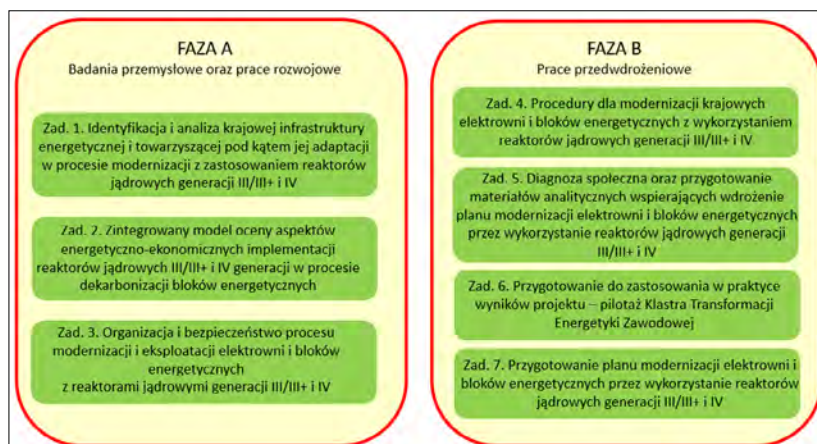 FAZA A
Badania przemysłowe oraz prace rozwojowe
Zad. 1. Identyfikacja i analiza krajowej infrastruktury
energetycznej i towarzyszącej pod kątem jej adaptacji
w procesie modernizacji z zastosowaniem reaktorów
jądrowych generacji III/III+ i IV
Zad. 2. Zintegrowany model oceny aspektów
energetyczno-ekonomicznych implementacji
reaktorów jądrowych III/III+ i IV generacji w procesie
dekarbonizacji bloków energetycznych
Zad. 3. Organizacja i bezpieczeństwo procesu
modernizacji i eksploatacji elektrowni i bloków
energetycznych
z reaktorami jądrowymi generacji III/III+ i IV
FAZA B
Prace przedwdrożeniowe
Zad. 4. Procedury dla modernizacji krajowych
elektrowni i bloków energetycznych z wykorzystaniem
reaktorów jądrowych generacji III/III+ i IV
Zad. 5. Diagnoza społeczna oraz przygotowanie
materiałów analitycznych wspierających wdrożenie
planu modernizacji elektrowni i bloków energetycznych
przez wykorzystanie reaktorów jądrowych generacji
III/III+ i IV
Zad. 6. Przygotowanie do zastosowania w praktyce
wyników projektu – pilotaż Klastra Transformacji
Energetyki Zawodowej
Zad. 7. Przygotowanie planu modernizacji elektrowni i
bloków energetycznych przez wykorzystanie reaktorów
jądrowych generacji III/III+ i IV